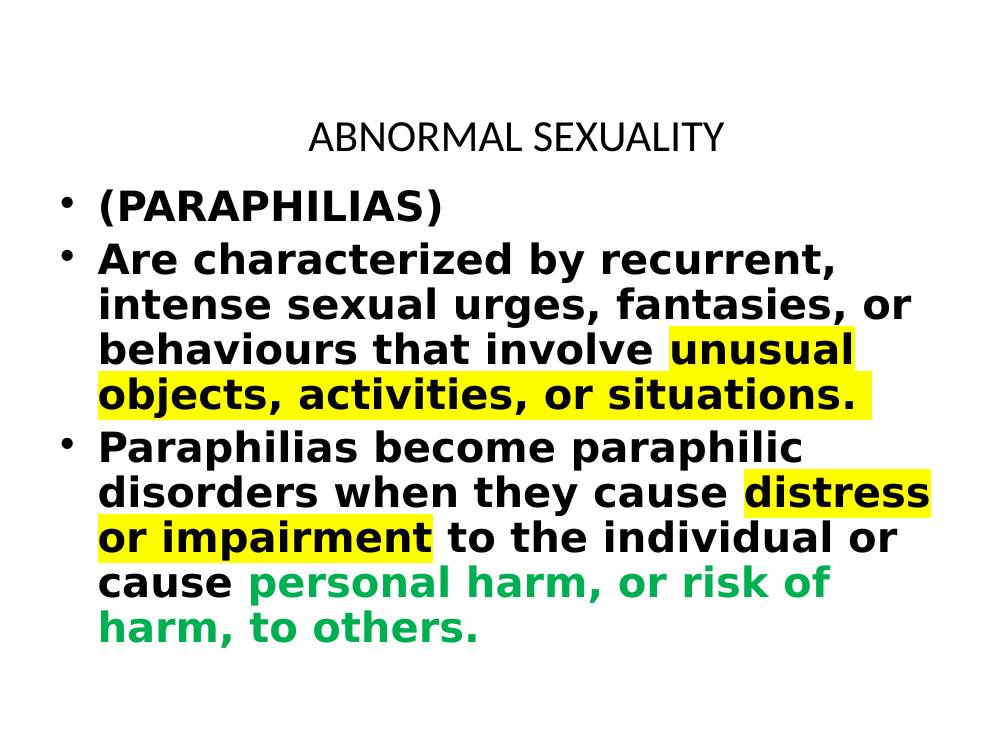 ABNORMAL SEXUALITY
• (PARAPHILIAS)
• Are characterized by recurrent,
intense sexual urges, fantasies, or
behaviours that involve unusual
objects, activities, or situations.
• Paraphilias become paraphilic
disorders when they cause distress
or impairment to the individual or
cause personal harm, or risk of
harm, to others.